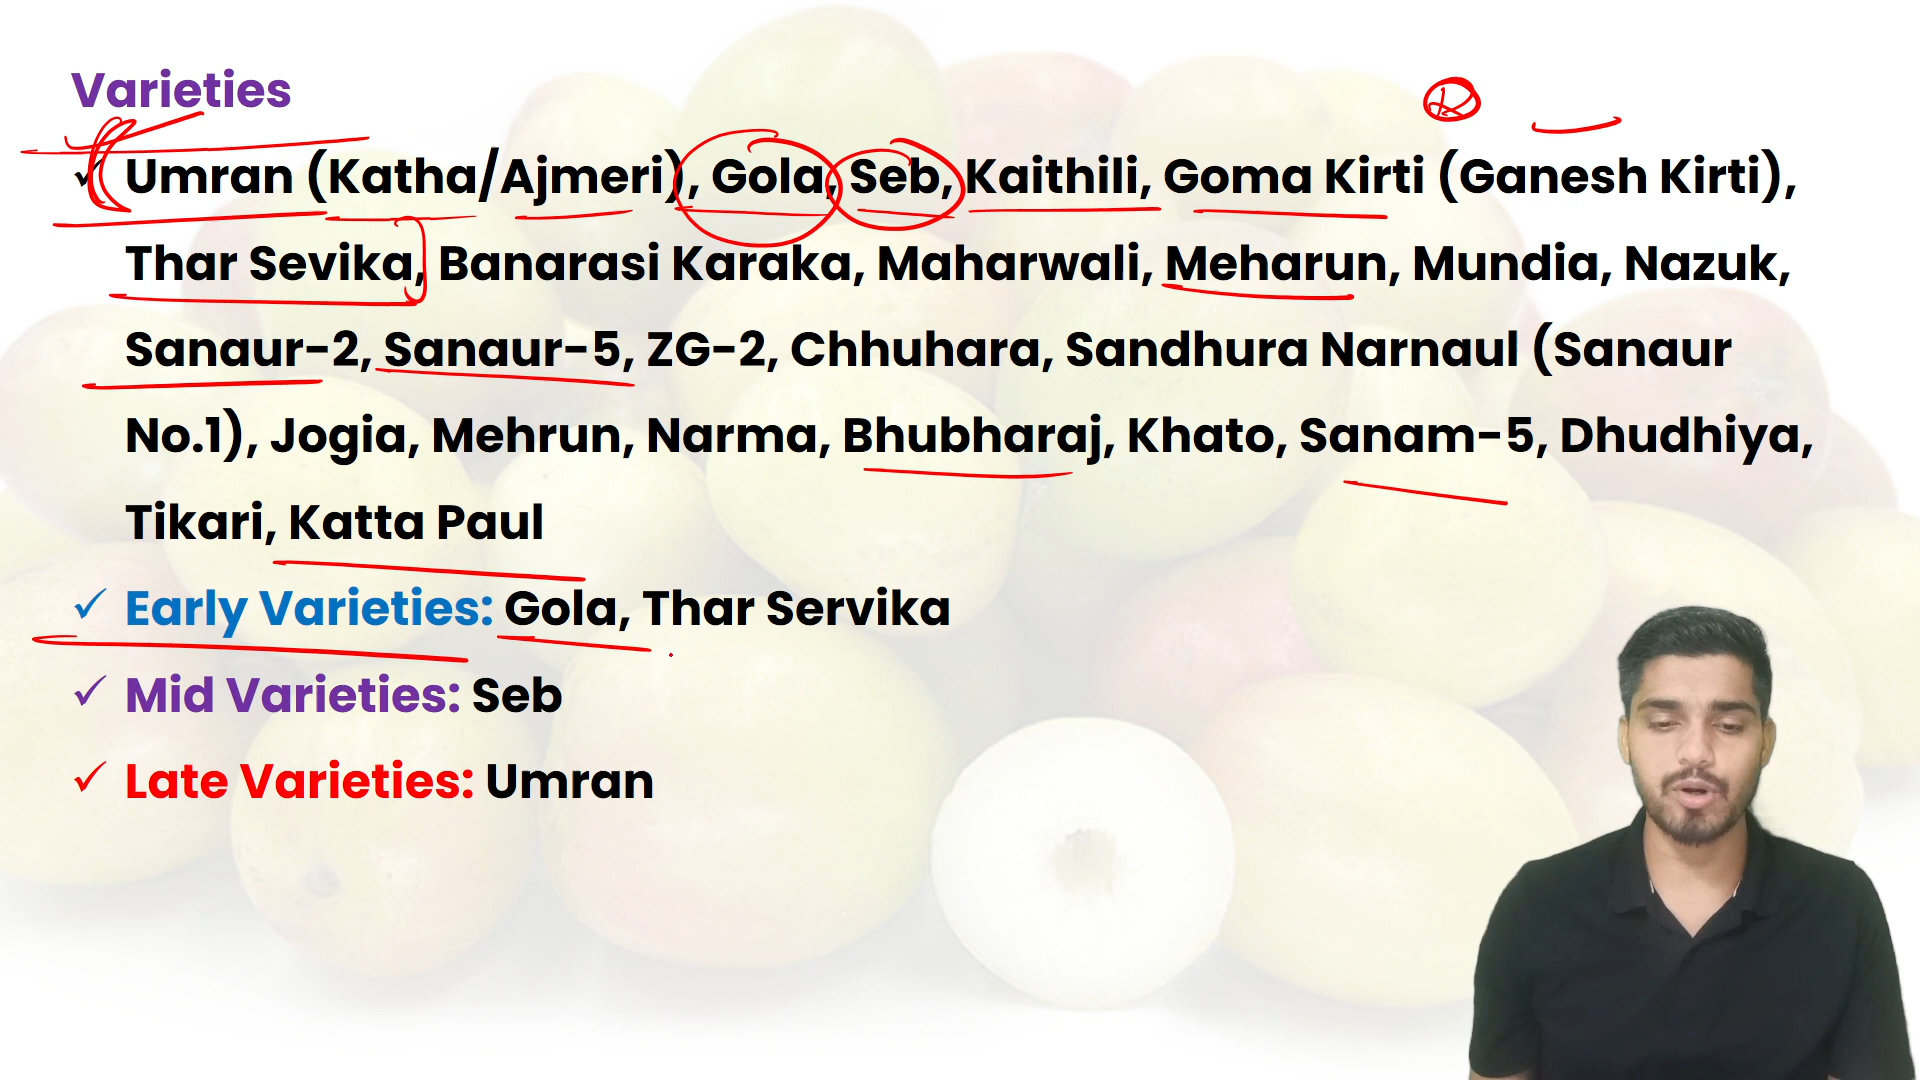 Varieties
✓ Umran (Katha/Ajmeri), Gola, Seb, Kaithili, Goma Kirti (Ganesh Kirti),
Thar Sevika, Banarasi Karaka, Maharwali, Meharun, Mundia, Nazuk,
Sanaur-2, Sanaur-5, ZG-2, Chhuhara, Sandhura Narnaul (Sanaur
No.1), Jogia, Mehrun, Narma, Bhubharaj, Khato, Sanam-5, Dhudhiya,
Tikari, Katta Paul
✓ Early Varieties: Gola, Thar Servika
✓ Mid Varieties: Seb
✓ Late Varieties: Umran